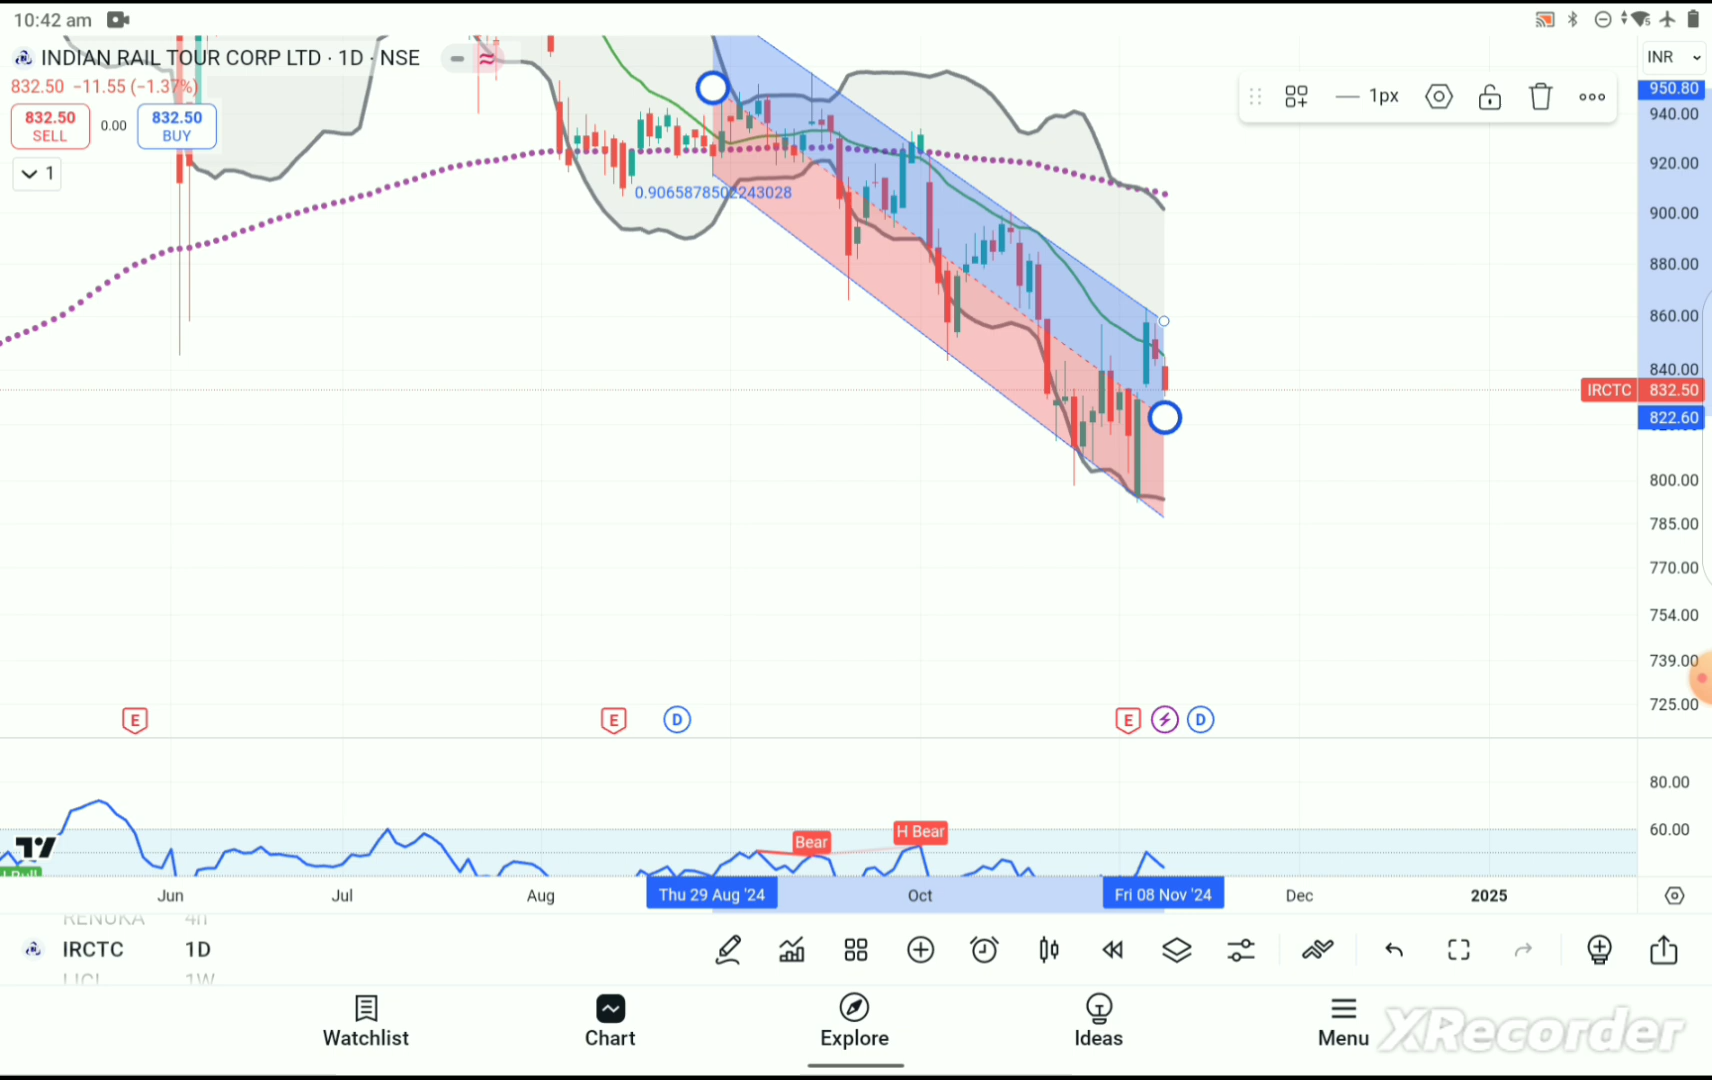 10:42 am
INDIAN RAIL TOUR CORP LTD · 1D · NSE
INR
832.50 −11.55 (−1.37%)
832.50
SELL
0.00
832.50
BUY
1
1px
950.80
940.00
920.00
900.00
880.00
860.00
840.00
IRCTC 832.50
822.60
800.00
785.00
770.00
754.00
739.00
725.00
0.9065878502243028
E
E
D
E
D
80.00
60.00
Bear
H Bear
Jun
Jul
Aug
Thu 29 Aug '24
Oct
Fri 08 Nov '24
Dec
2025
RENUKA 4h
IRCTC 1D
LICI 1W
Watchlist
Chart
Explore
Ideas
Menu
XRecorder